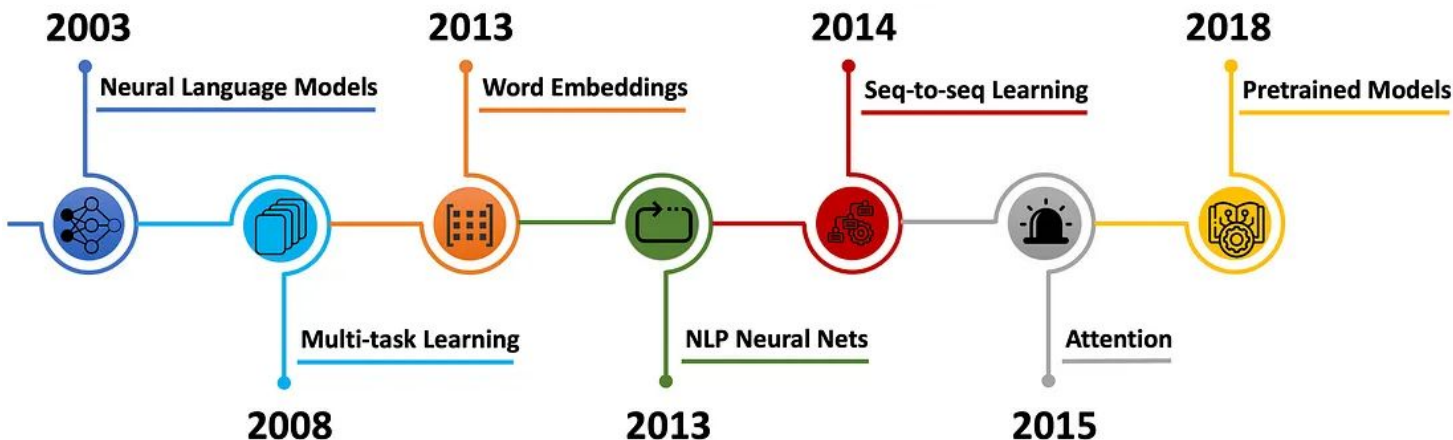 2003
2013
2014
2018
Neural Language Models
Word Embeddings
Seq-to-seq Learning
Pretrained Models
Multi-task Learning
NLP Neural Nets
Attention
2008
2013
2015